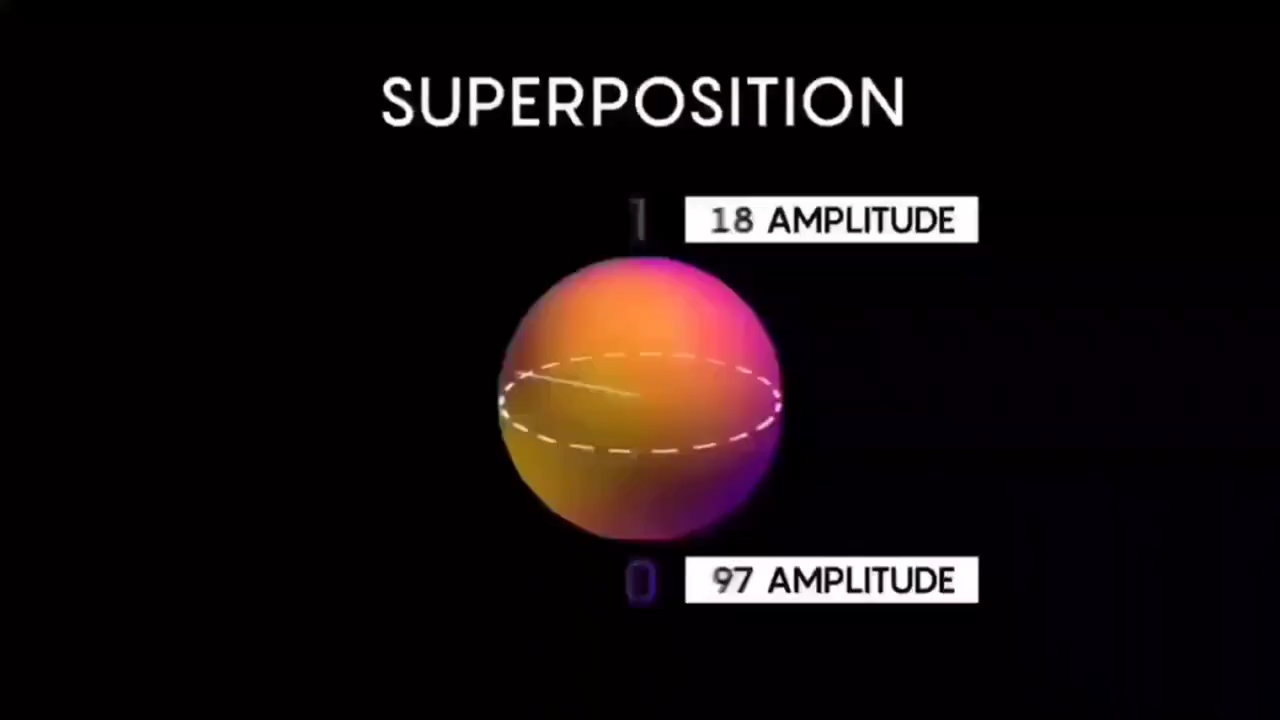 SUPERPOSITION
1
18 AMPLITUDE
0
97 AMPLITUDE